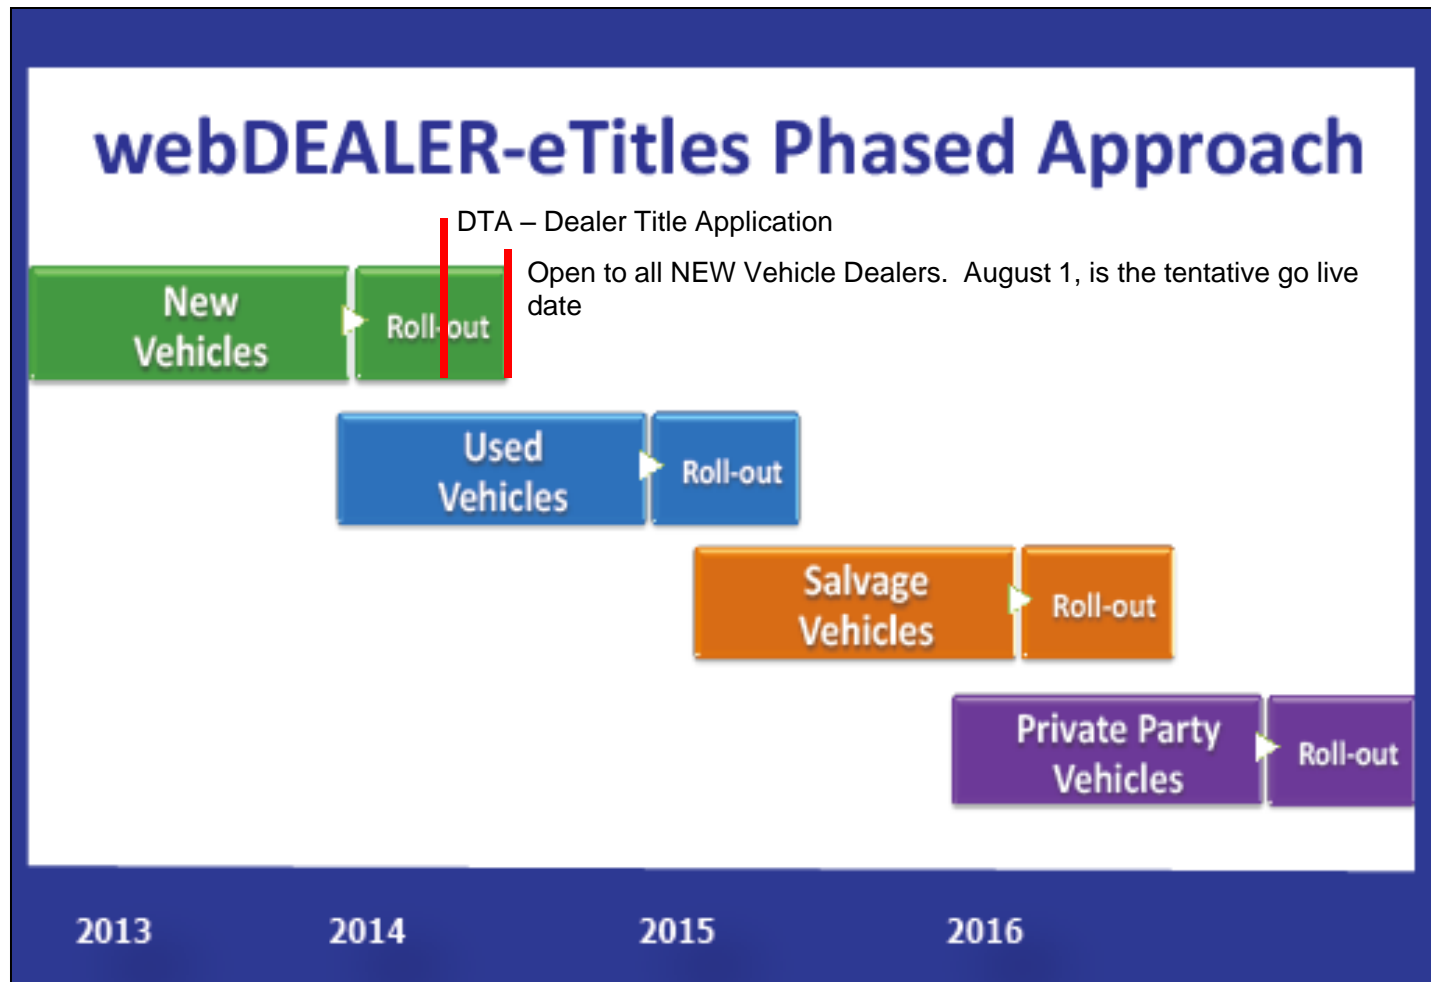 webDEALER-eTitles Phased Approach
DTA – Dealer Title Application
Open to all NEW Vehicle Dealers.  August 1, is the tentative go live
date
New
Vehicles
Roll-out
Used
Vehicles
Roll-out
Salvage
Vehicles
Roll-out
Private Party
Vehicles
Roll-out
2013
2014
2015
2016